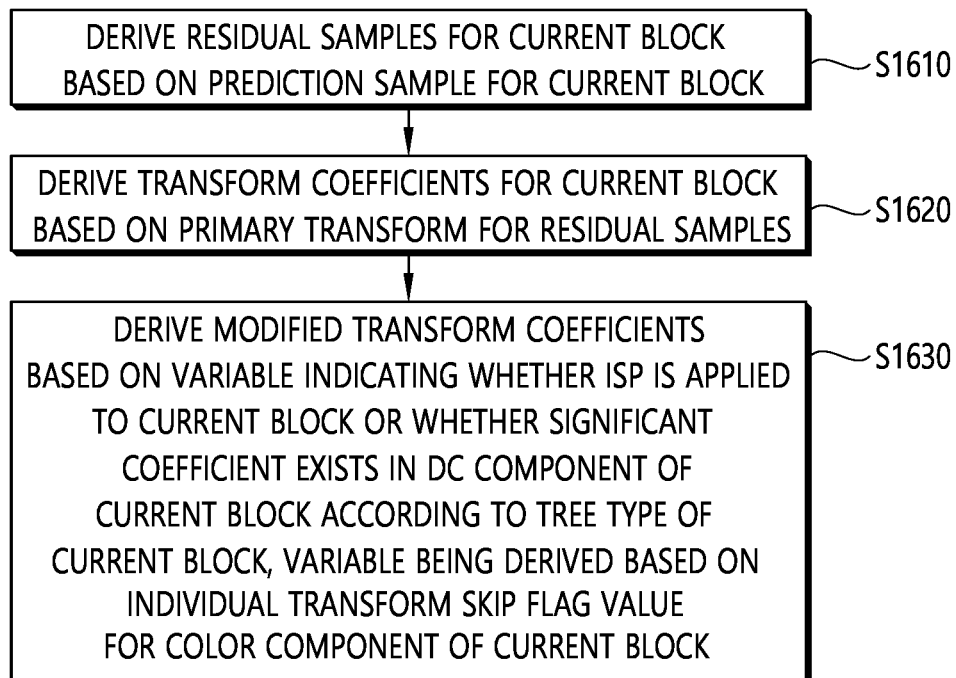 DERIVE RESIDUAL SAMPLES FOR CURRENT BLOCK
BASED ON PREDICTION SAMPLE FOR CURRENT BLOCK
S1610
DERIVE TRANSFORM COEFFICIENTS FOR CURRENT BLOCK
BASED ON PRIMARY TRANSFORM FOR RESIDUAL SAMPLES
S1620
DERIVE MODIFIED TRANSFORM COEFFICIENTS
BASED ON VARIABLE INDICATING WHETHER ISP IS APPLIED
TO CURRENT BLOCK OR WHETHER SIGNIFICANT
COEFFICIENT EXISTS IN DC COMPONENT OF
CURRENT BLOCK ACCORDING TO TREE TYPE OF
CURRENT BLOCK, VARIABLE BEING DERIVED BASED ON
INDIVIDUAL TRANSFORM SKIP FLAG VALUE
FOR COLOR COMPONENT OF CURRENT BLOCK
S1630